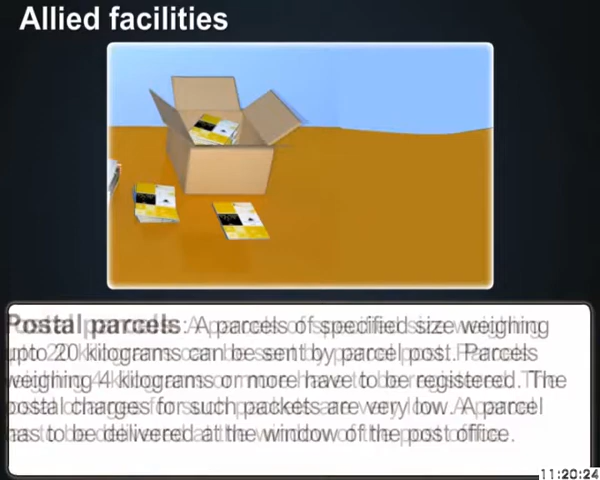 Allied facilities
Postal parcels: A parcels of specified size weighing
upto 20 kilograms can be sent by parcel post. Parcels
weighing 4 kilograms or more have to be registered. The
postal charges for such packets are very low. A parcel
has to be delivered at the window of the post office.
11:20:24